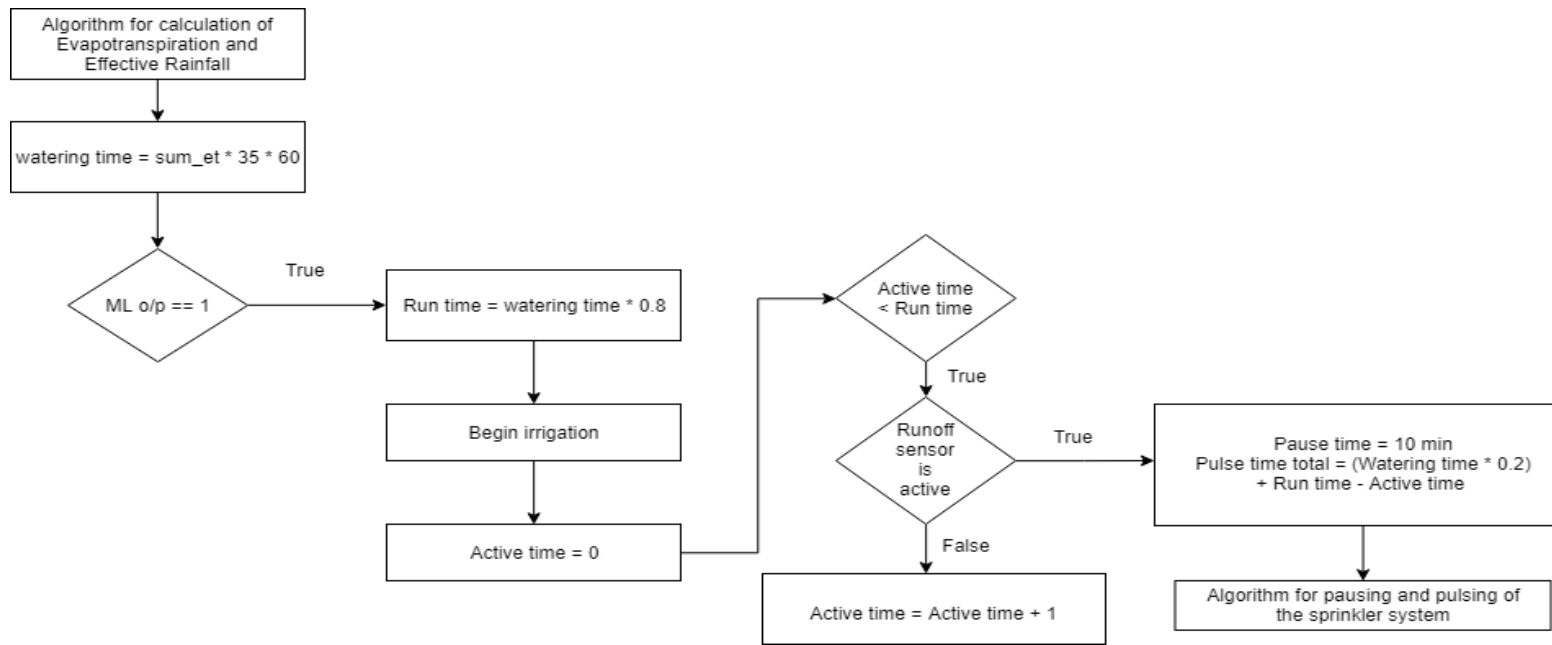 Algorithm for calculation of
Evapotranspiration and
Effective Rainfall
watering time = sum_et * 35 * 60
ML o/p == 1
True
Run time = watering time * 0.8
Begin irrigation
Active time = 0
Active time
< Run time
True
Runoff
sensor
is
active
True
False
Active time = Active time + 1
Pause time = 10 min
Pulse time total = (Watering time * 0.2)
+ Run time - Active time
Algorithm for pausing and pulsing of
the sprinkler system